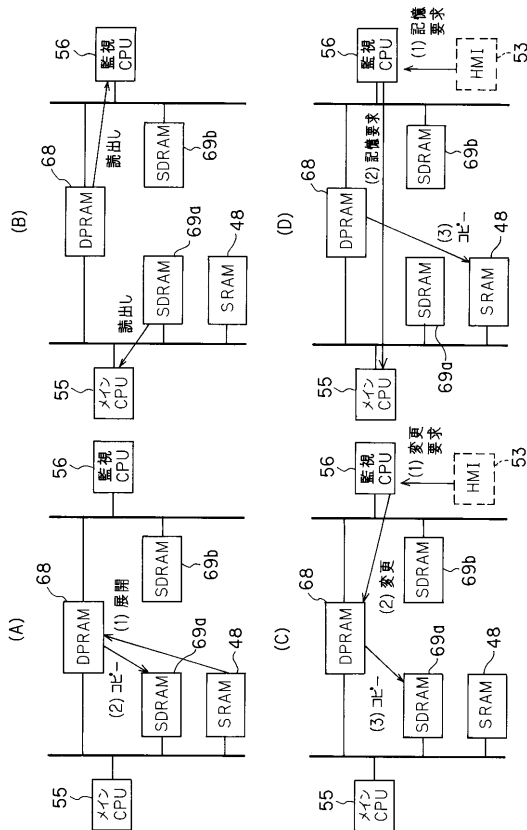 (A)
55
メイン
CPU
68
DPRAM
56
監視
CPU
(1) 展開
(2) コピー
69a
SDRAM
SDRAM
69b
48
SRAM
(B)
55
メイン
CPU
68
DPRAM
56
監視
CPU
読出し
読出し
69a
SDRAM
SDRAM
69b
48
SRAM
(C)
55
メイン
CPU
68
DPRAM
56
監視
CPU
(1) 変更
要求
(2) 変更
(3) コピー
69a
SDRAM
SDRAM
69b
48
SRAM
HMI
53
(D)
55
メイン
CPU
68
DPRAM
56
監視
CPU
(1) 記憶
要求
(2) 記憶要求
(3) コピー
SDRAM
69a
SDRAM
69b
48
SRAM
HMI
53